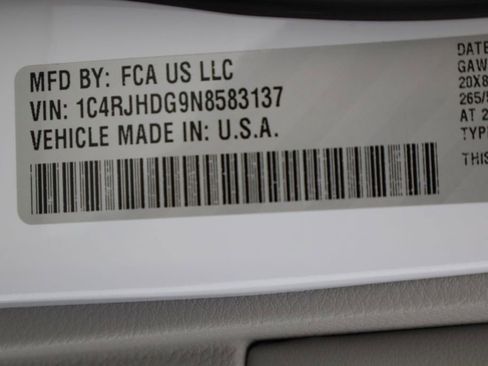 MFD BY: FCA US LLC
VIN: 1C4RJHDG9N8583137
VEHICLE MADE IN: U.S.A.
DATE
GAW
20X8
265/5
AT 2
TYPE
THIS